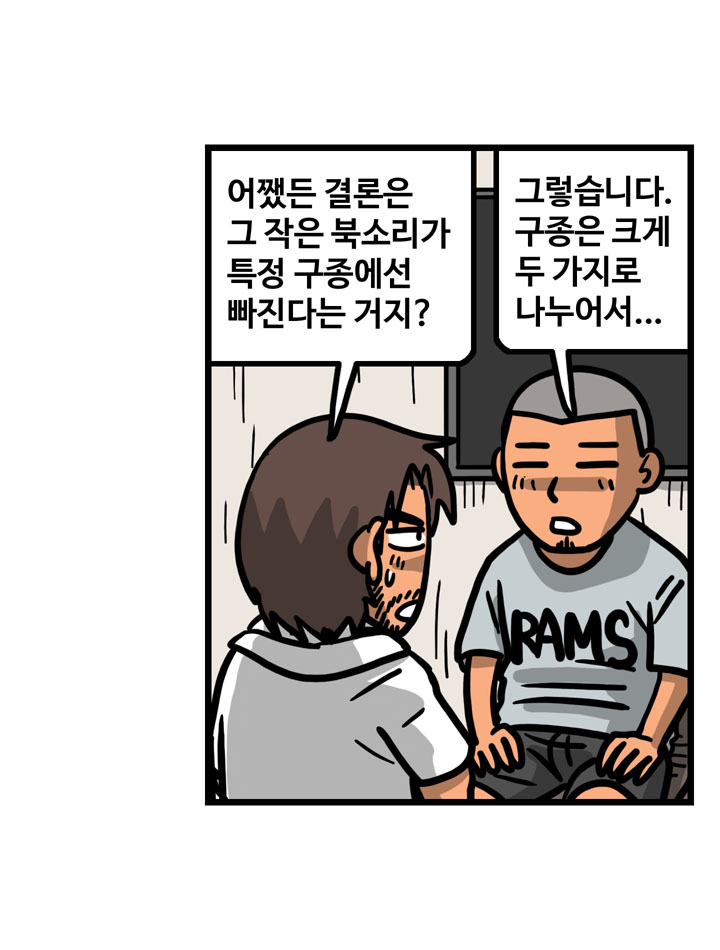 어쨌든 결론은
그 작은 북소리가
특정 구종에선
빠진다는 거지?
그렇습니다.
구종은 크게
두 가지로
나누어서...
RAMS